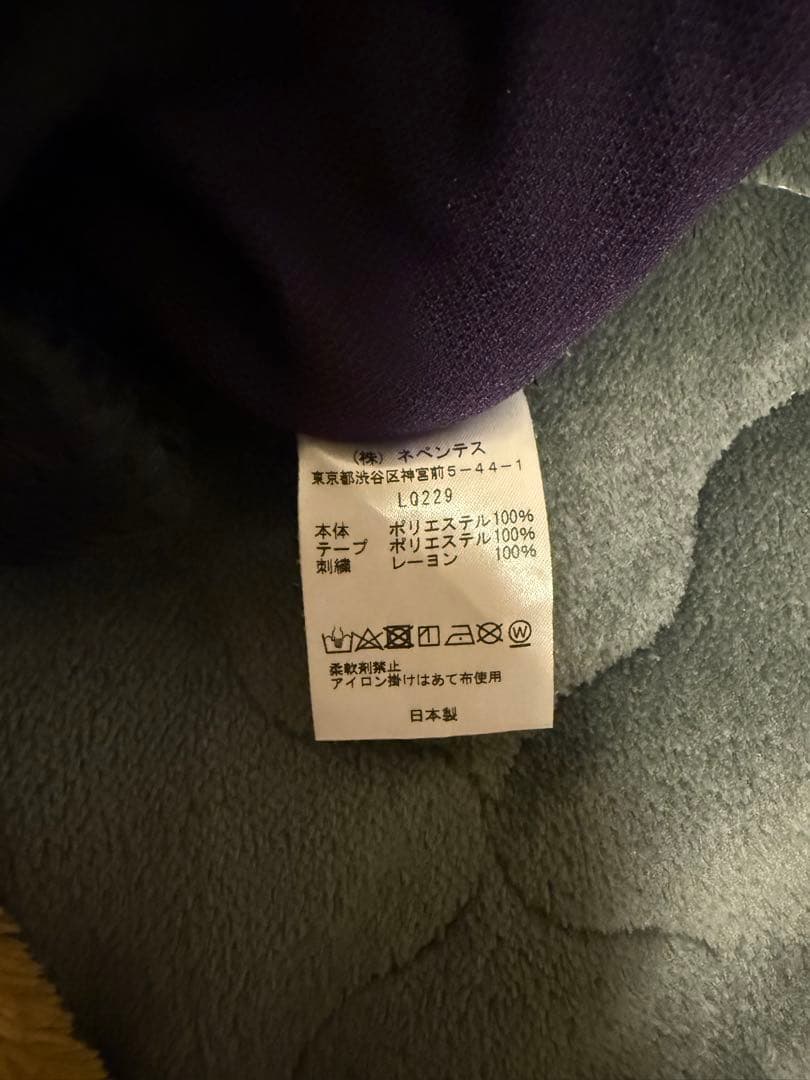 (株) ネペンテス
東京都渋谷区神宮前5-44-1
LQ229
本体 ポリエステル100%
テープ ポリエステル100%
刺繍 レーヨン 100%
W
柔軟剤禁止
アイロン掛けはあて布使用
日本製